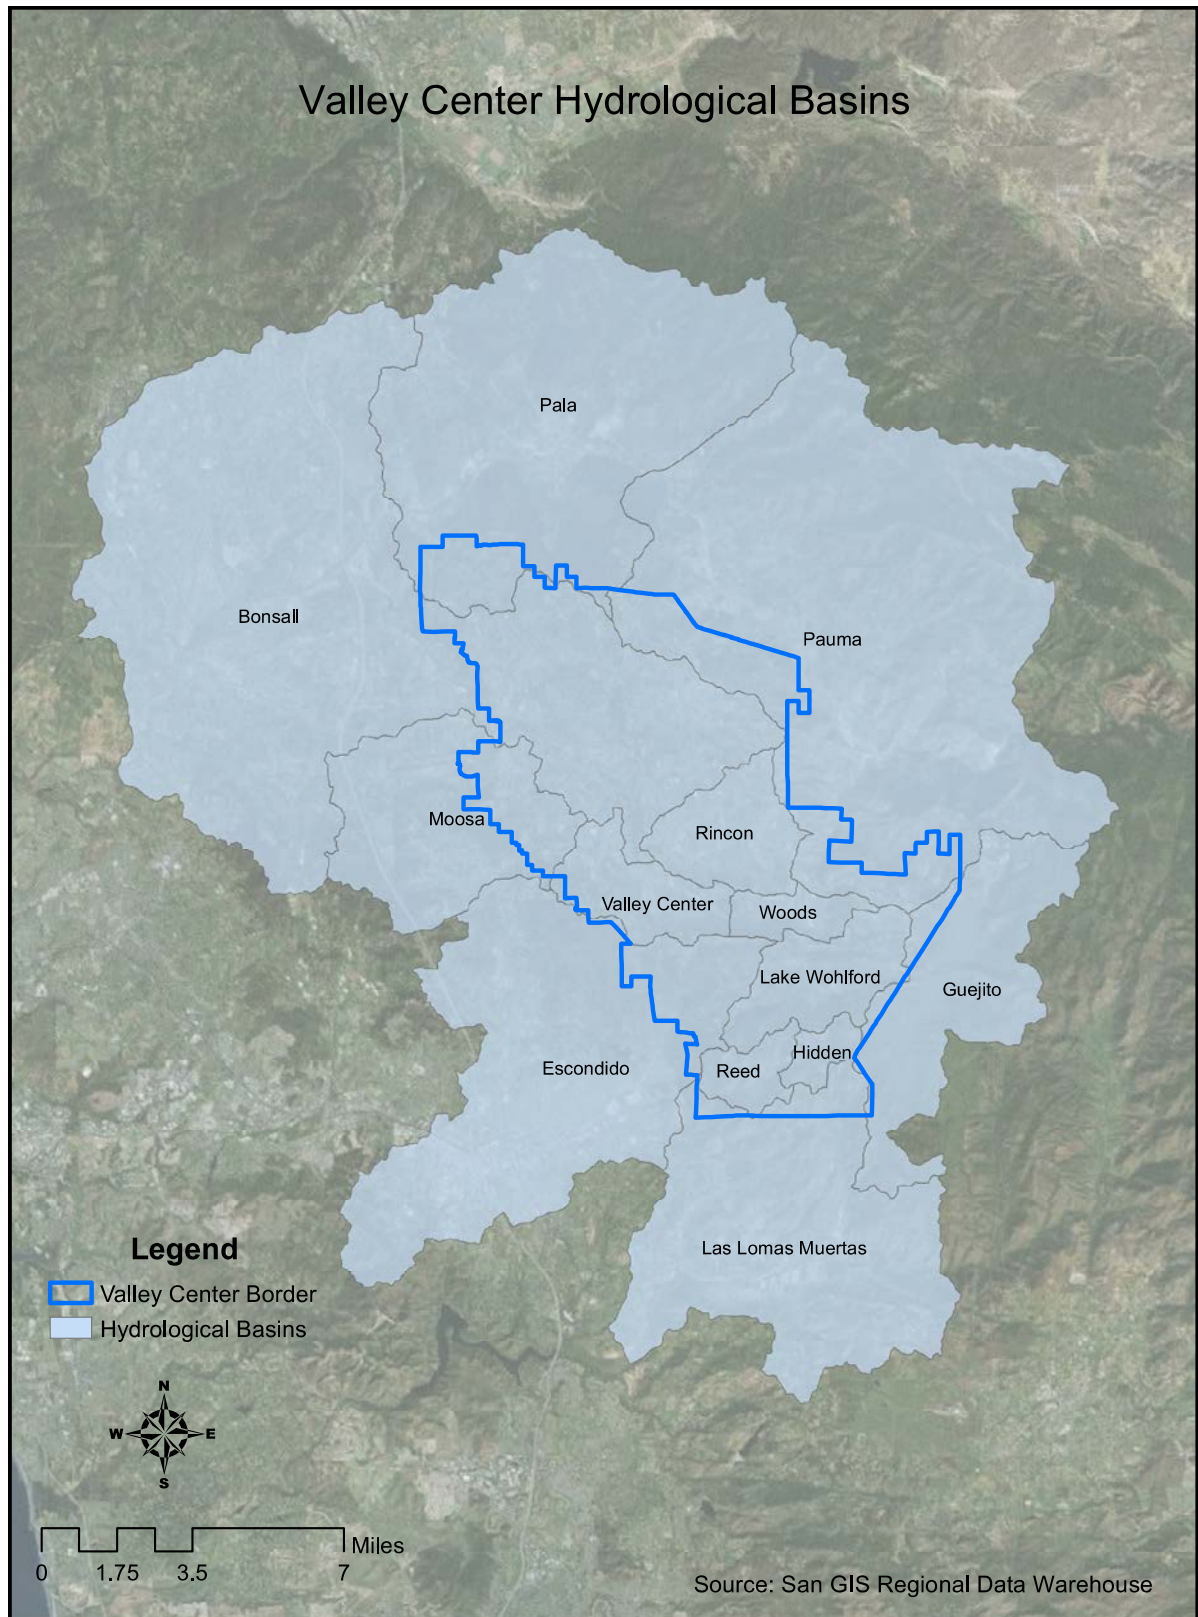 Valley Center Hydrological Basins
Pala
Bonsall
Pauma
Moosa
Rincon
Valley Center
Woods
Lake Wohlford
Guejito
Hidden
Reed
Escondido
Las Lomas Muertas
Legend
Valley Center Border
Hydrological Basins
N
W E
S
Miles
0 1.75 3.5 7
Source: San GIS Regional Data Warehouse